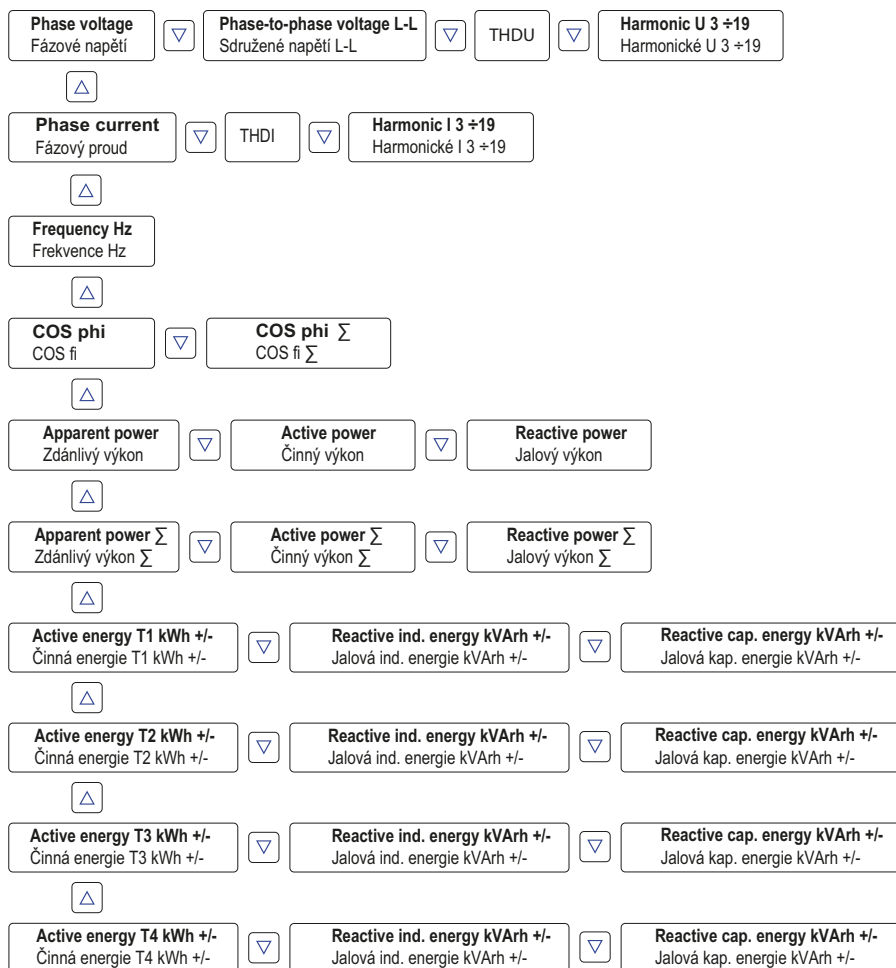 Phase voltage
Fázové napětí
Phase-to-phase voltage L-L
Sdružené napětí L-L
THDU
Harmonic U 3 ÷19
Harmonické U 3 ÷19
Phase current
Fázový proud
THDI
Harmonic I 3 ÷19
Harmonické I 3 ÷19
Frequency Hz
Frekvence Hz
COS phi
COS fi
COS phi ∑
COS fi ∑
Apparent power
Zdánlivý výkon
Active power
Činný výkon
Reactive power
Jalový výkon
Apparent power ∑
Zdánlivý výkon ∑
Active power ∑
Činný výkon ∑
Reactive power ∑
Jalový výkon ∑
Active energy T1 kWh +/-
Činná energie T1 kWh +/-
Reactive ind. energy kVArh +/-
Jalová ind. energie kVArh +/-
Reactive cap. energy kVArh +/-
Jalová kap. energie kVArh +/-
Active energy T2 kWh +/-
Činná energie T2 kWh +/-
Reactive ind. energy kVArh +/-
Jalová ind. energie kVArh +/-
Reactive cap. energy kVArh +/-
Jalová kap. energie kVArh +/-
Active energy T3 kWh +/-
Činná energie T3 kWh +/-
Reactive ind. energy kVArh +/-
Jalová ind. energie kVArh +/-
Reactive cap. energy kVArh +/-
Jalová kap. energie kVArh +/-
Active energy T4 kWh +/-
Činná energie T4 kWh +/-
Reactive ind. energy kVArh +/-
Jalová ind. energie kVArh +/-
Reactive cap. energy kVArh +/-
Jalová kap. energie kVArh +/-